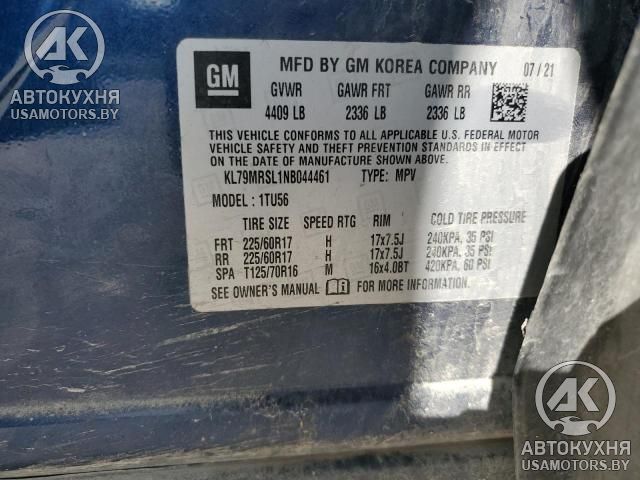 AK
АВТОКУХНЯ
USAMOTORS.BY
GM
MFD BY GM KOREA COMPANY 07 / 21
GVWR GAWR FRT GAWR RR
4409 LB 2336 LB 2336 LB
THIS VEHICLE CONFORMS TO ALL APPLICABLE U.S. FEDERAL MOTOR
VEHICLE SAFETY AND THEFT PREVENTION STANDARDS
IN EFFECT ON THE DATE OF MANUFACTURE SHOWN ABOVE.
KL79MRSL1NB044461 TYPE: MPV
MODEL: 1TU56
TIRE SIZE SPEED RTG RIM COLD TIRE PRESSURE
FRT 225/60R17 H 17x7.5J 240KPA, 35 PSI
RR 225/60R17 H 17x7.5J 240KPA, 35 PSI
SPA T125/70R16 M 16x4.0BT 420KPA, 60 PSI
SEE OWNER'S MANUAL FOR MORE INFORMATION.
AK
АВТОКУХНЯ
USAMOTORS.BY